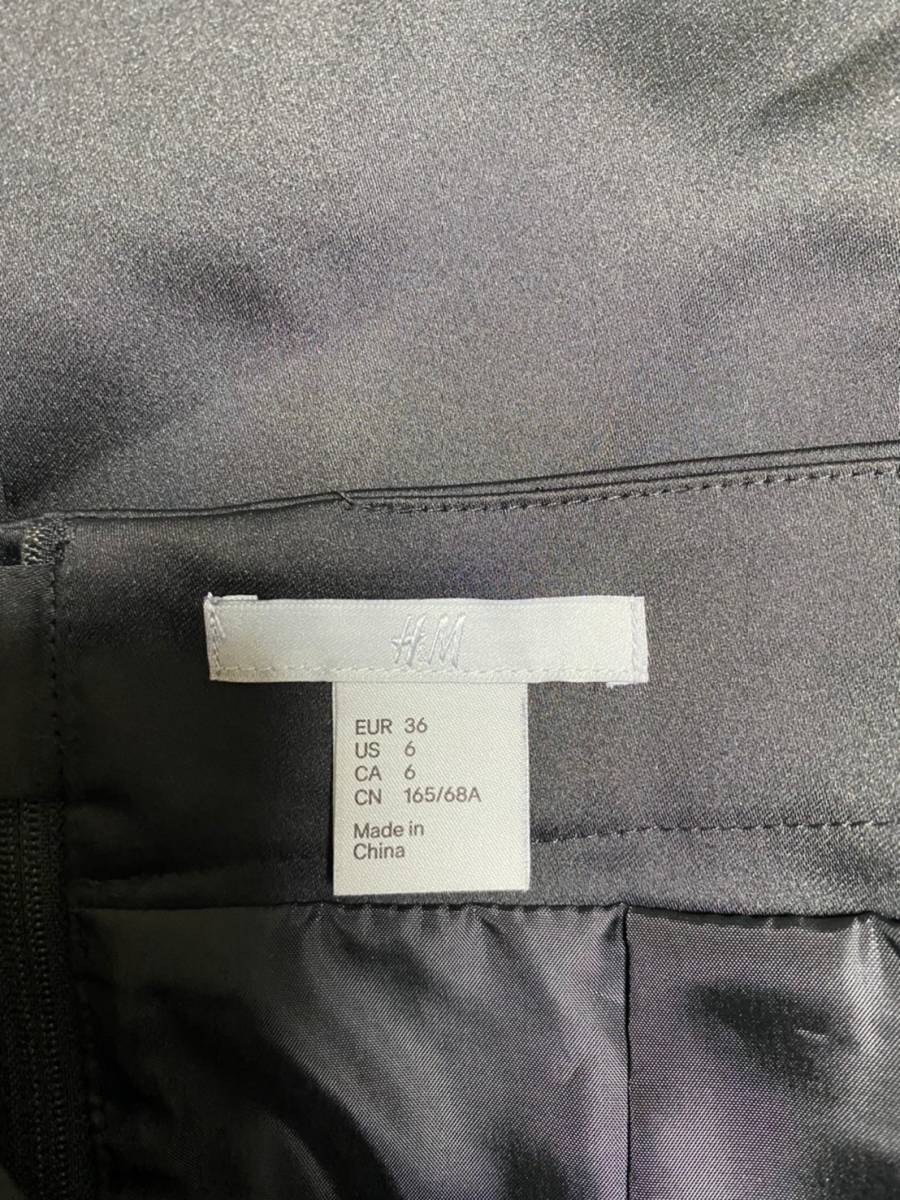 H&M
EUR 36
US 6
CA 6
CN 165/68A
Made in
China